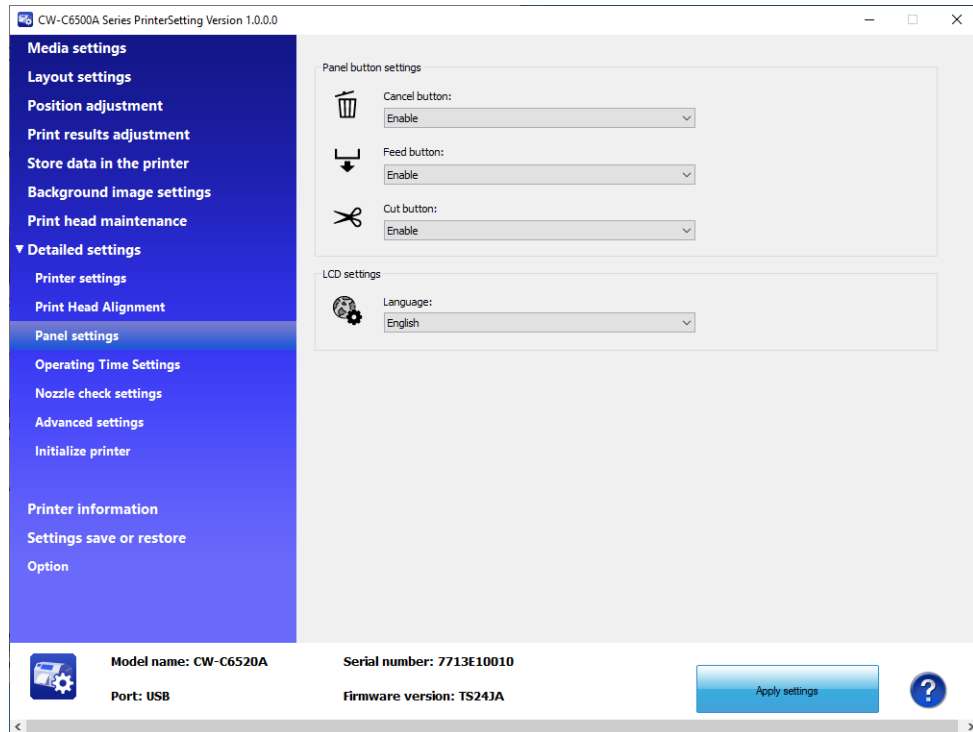 CW-C6500A Series PrinterSetting Version 1.0.0.0
Media settings
Layout settings
Position adjustment
Print results adjustment
Store data in the printer
Background image settings
Print head maintenance
Detailed settings
Printer settings
Print Head Alignment
Panel settings
Operating Time Settings
Nozzle check settings
Advanced settings
Initialize printer
Printer information
Settings save or restore
Option
Panel button settings
Cancel button:
Enable
Feed button:
Enable
Cut button:
Enable
LCD settings
Language:
English
Model name: CW-C6520A
Serial number: 7713E10010
Port: USB
Firmware version: TS24JA
Apply settings
?